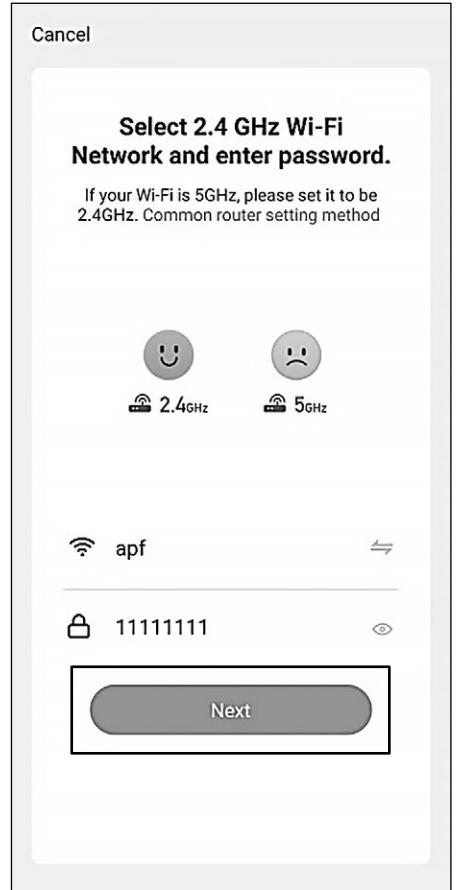 Cancel
Select 2.4 GHz Wi-Fi
Network and enter password.
If your Wi-Fi is 5GHz, please set it to be
2.4GHz. Common router setting method
2.4GHz 5GHz
apf
11111111
Next